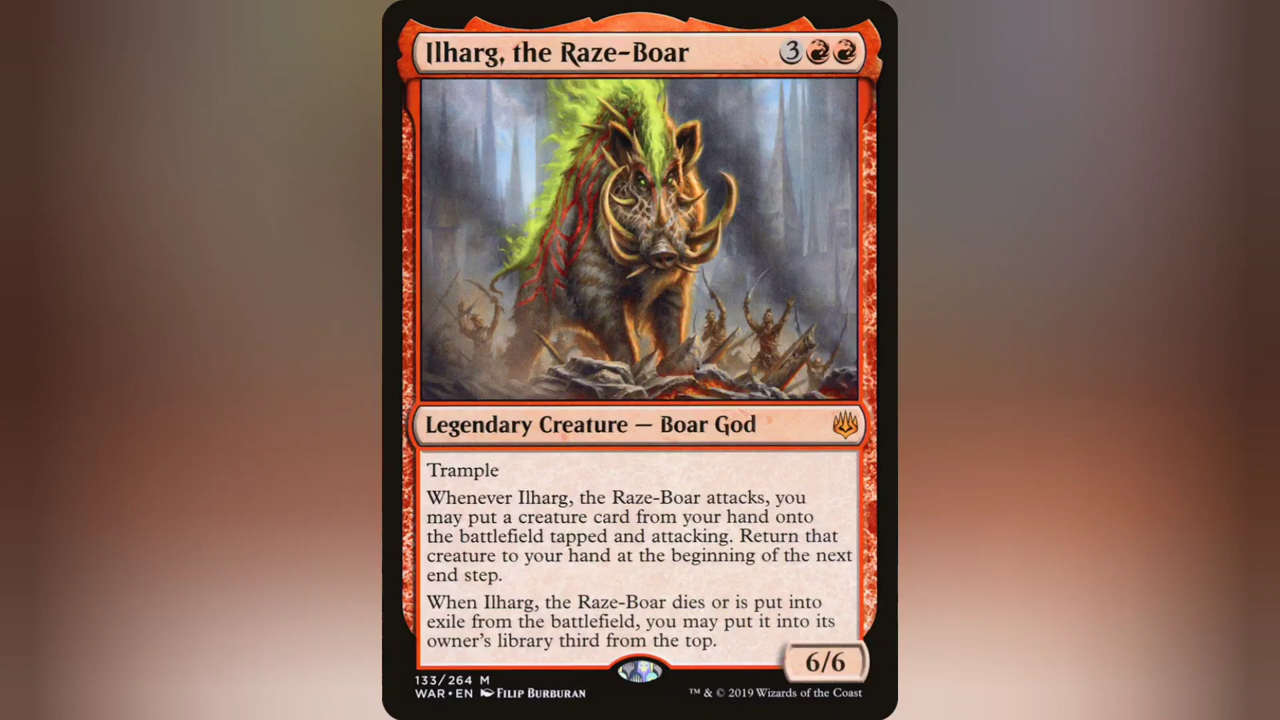 Ilharg, the Raze-Boar 3
Legendary Creature — Boar God
Trample
Whenever Ilharg, the Raze-Boar attacks, you
may put a creature card from your hand onto
the battlefield tapped and attacking. Return that
creature to your hand at the beginning of the next
end step.
When Ilharg, the Raze-Boar dies or is put into
exile from the battlefield, you may put it into its
owner's library third from the top.
6/6
133/264 M
WAR • EN Filip Burburan
™ & © 2019 Wizards of the Coast